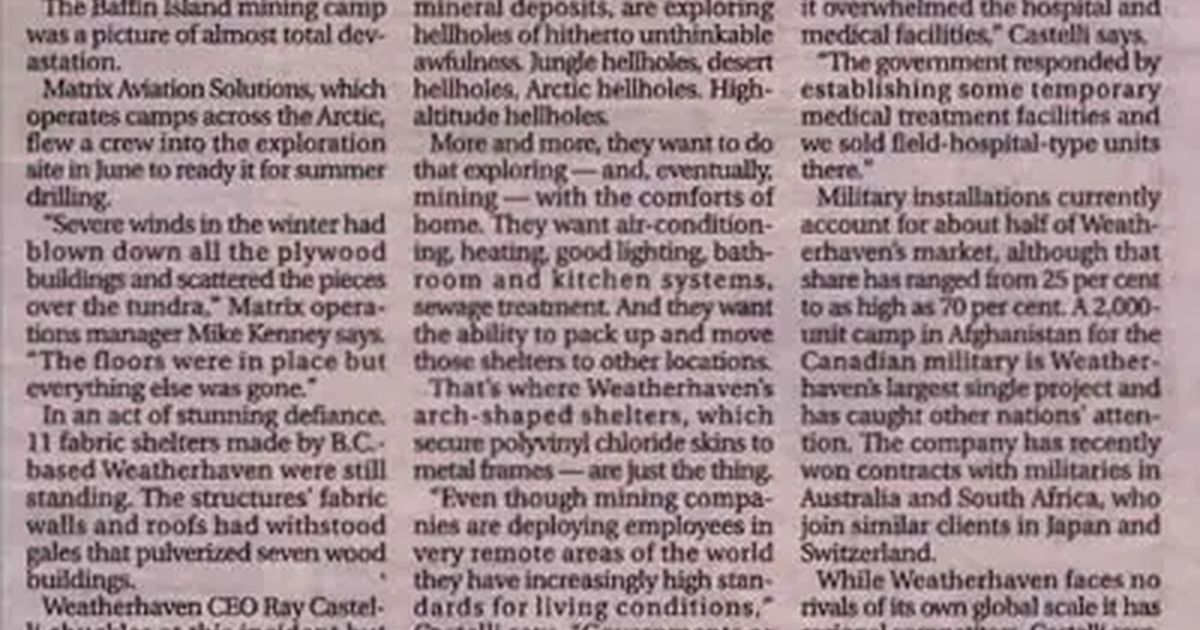 The Baffin Island mining camp
was a picture of almost total dev-
astation.
Matrix Aviation Solutions, which
operates camps across the Arctic,
flew a crew into the exploration
site in June to ready it for summer
drilling.
"Severe winds in the winter had
blown down all the plywood
buildings and scattered the pieces
over the tundra," Matrix opera-
tions manager Mike Kenney says.
"The floors were in place but
everything else was gone."
In an act of stunning defiance,
11 fabric shelters made by B.C.-
based Weatherhaven were still
standing. The structures' fabric
walls and roofs had withstood
gales that pulverized seven wood
buildings.
Weatherhaven CEO Ray Castel-
mineral deposits, are exploring
hellholes of hitherto unthinkable
awfulness. Jungle hellholes, desert
hellholes, Arctic hellholes. High-
altitude hellholes.
More and more, they want to do
that exploring — and, eventually,
mining — with the comforts of
home. They want air-condition-
ing, heating, good lighting, bath-
room and kitchen systems,
sewage treatment. And they want
the ability to pack up and move
those shelters to other locations.
That's where Weatherhaven's
arch-shaped shelters, which
secure polyvinyl chloride skins to
metal frames — are just the thing.
"Even though mining compa-
nies are deploying employees in
very remote areas of the world
they have increasingly high stan-
dards for living conditions,"
it overwhelmed the hospital and
medical facilities," Castelli says.
"The government responded by
establishing some temporary
medical treatment facilities and
we sold field-hospital-type units
there."
Military installations currently
account for about half of Weath-
erhaven's market, although that
share has ranged from 25 per cent
to as high as 70 per cent. A 2,000-
unit camp in Afghanistan for the
Canadian military is Weather-
haven's largest single project and
has caught other nations' atten-
tion. The company has recently
won contracts with militaries in
Australia and South Africa, who
join similar clients in Japan and
Switzerland.
While Weatherhaven faces no
rivals of its own global scale it has